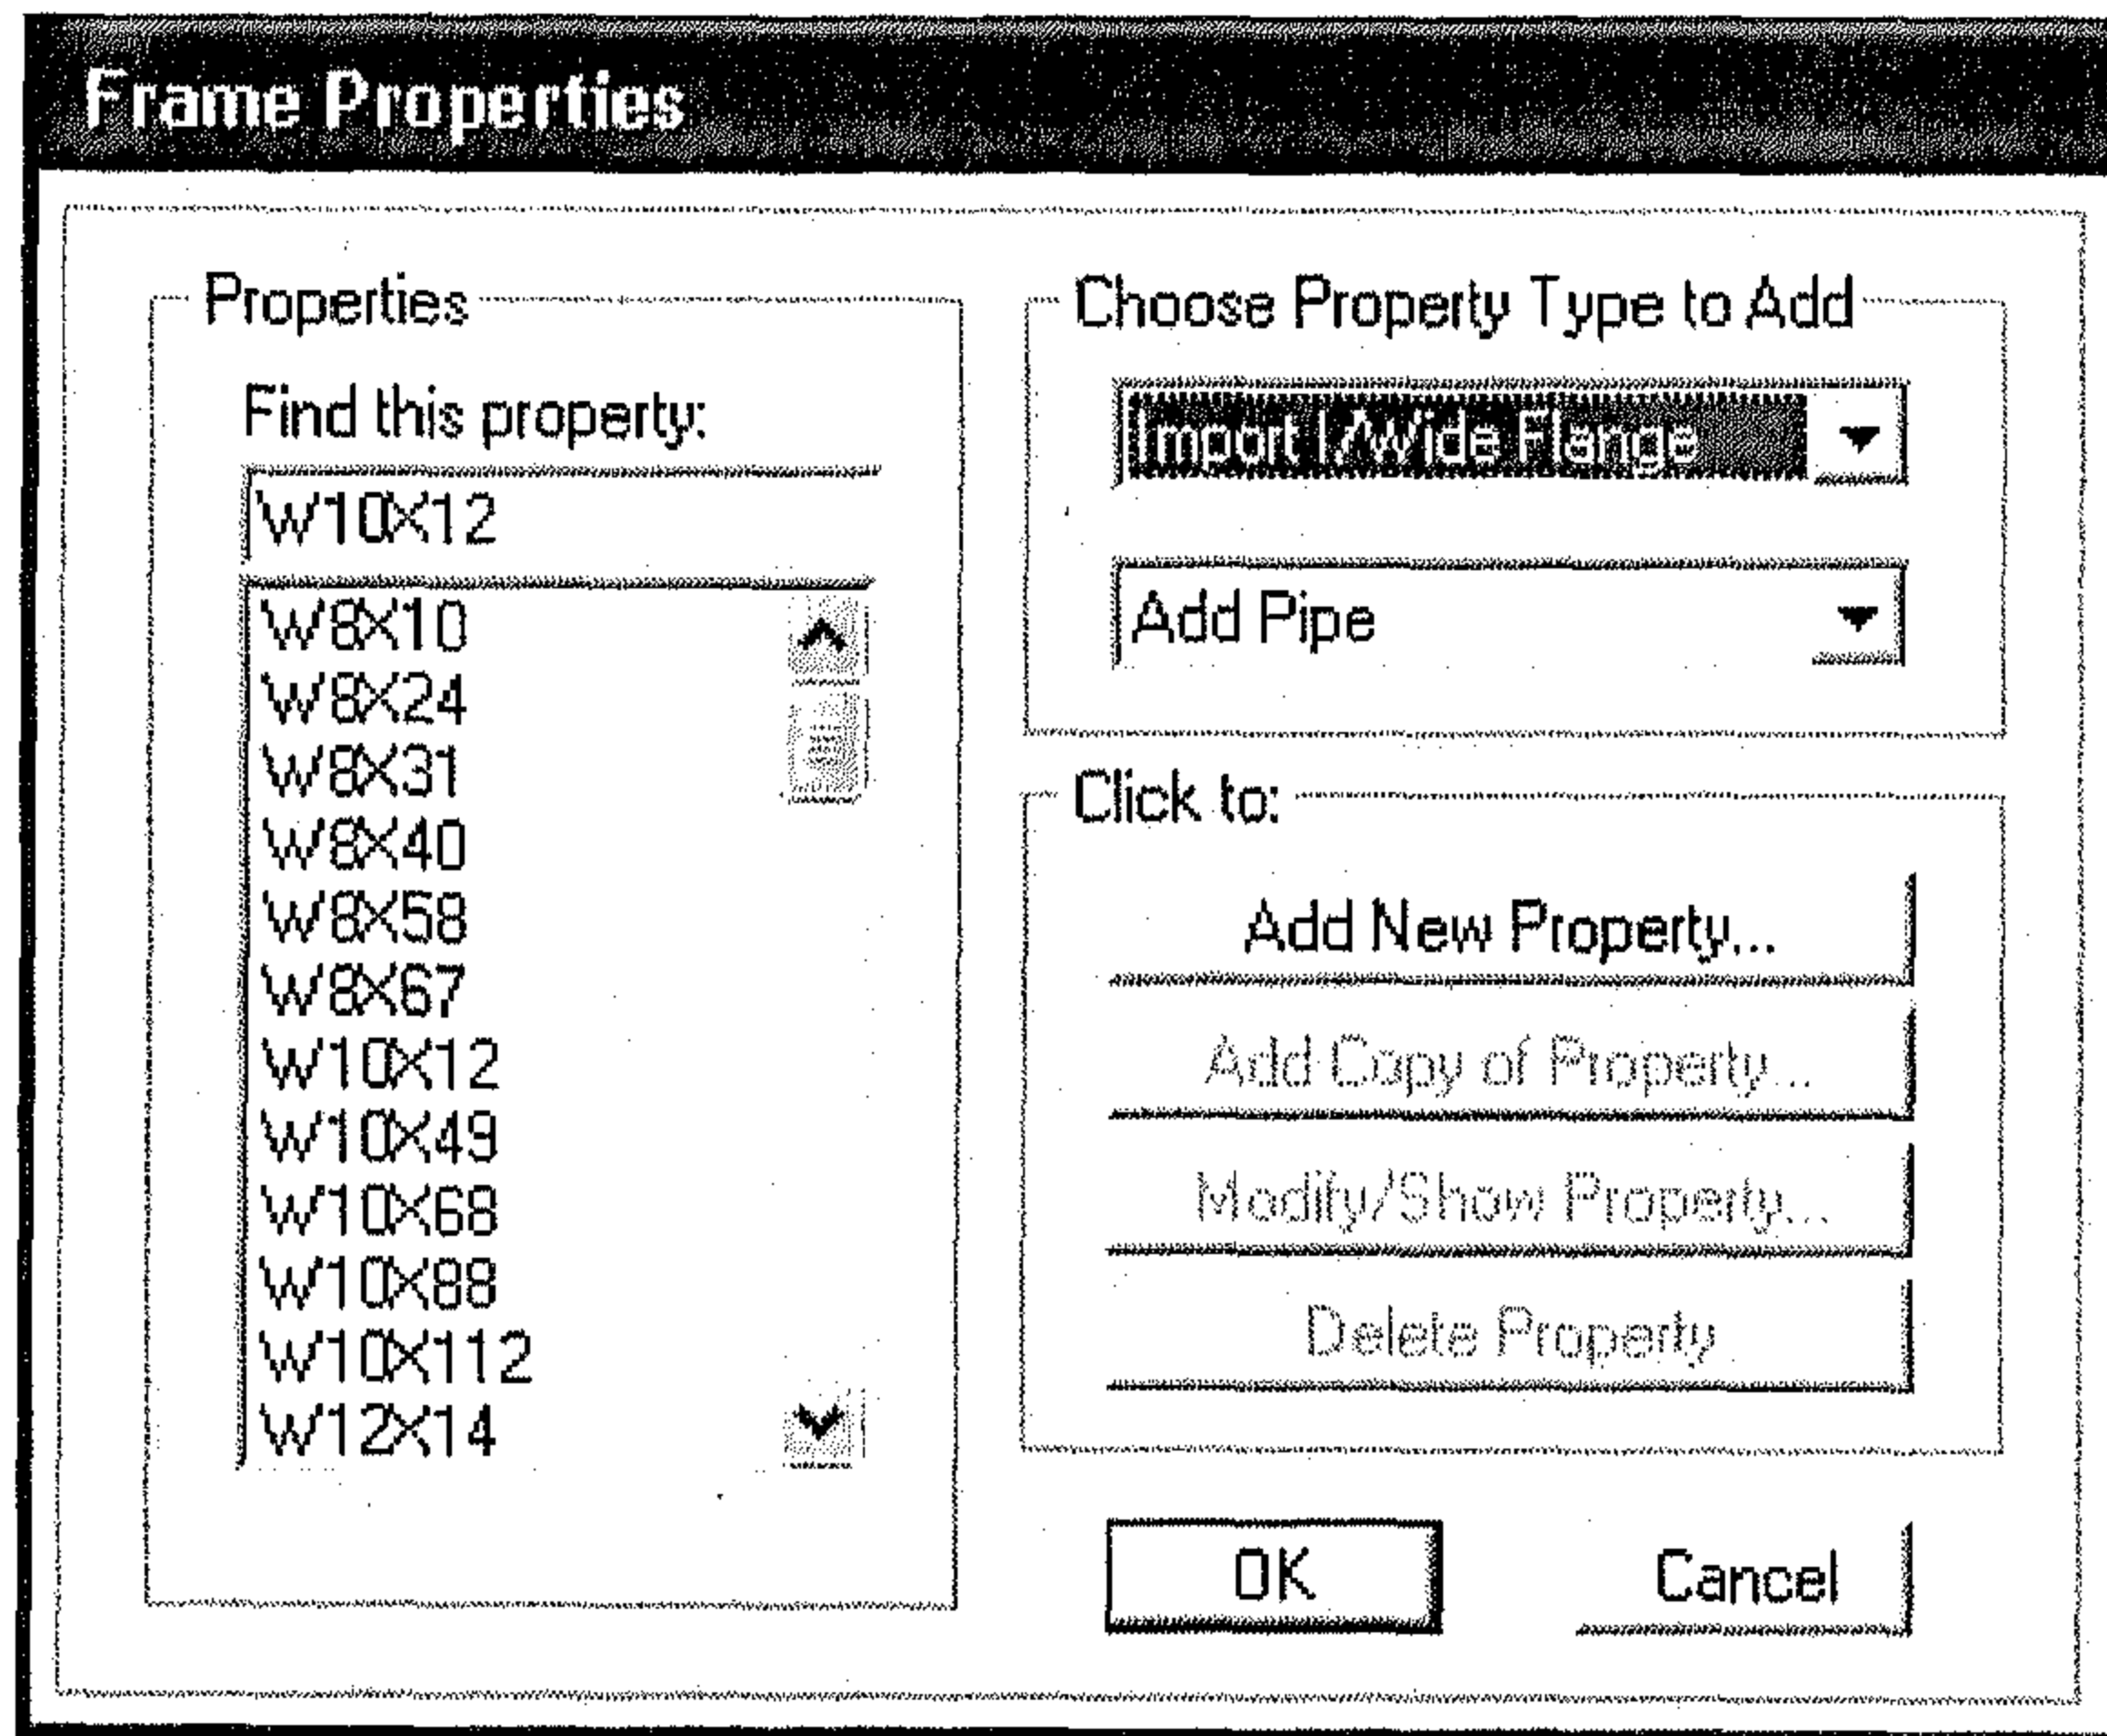 Frame Properties
Properties
Find this property:
W10X12
W8X10
W8X24
W8X31
W8X40
W8X58
W8X67
W10X12
W10X49
W10X68
W10X88
W10X112
W12X14
Choose Property Type to Add
Import I/Wide Flange
Add Pipe
Click to:
Add New Property...
Add Copy of Property...
Modify/Show Property...
Delete Property
OK
Cancel